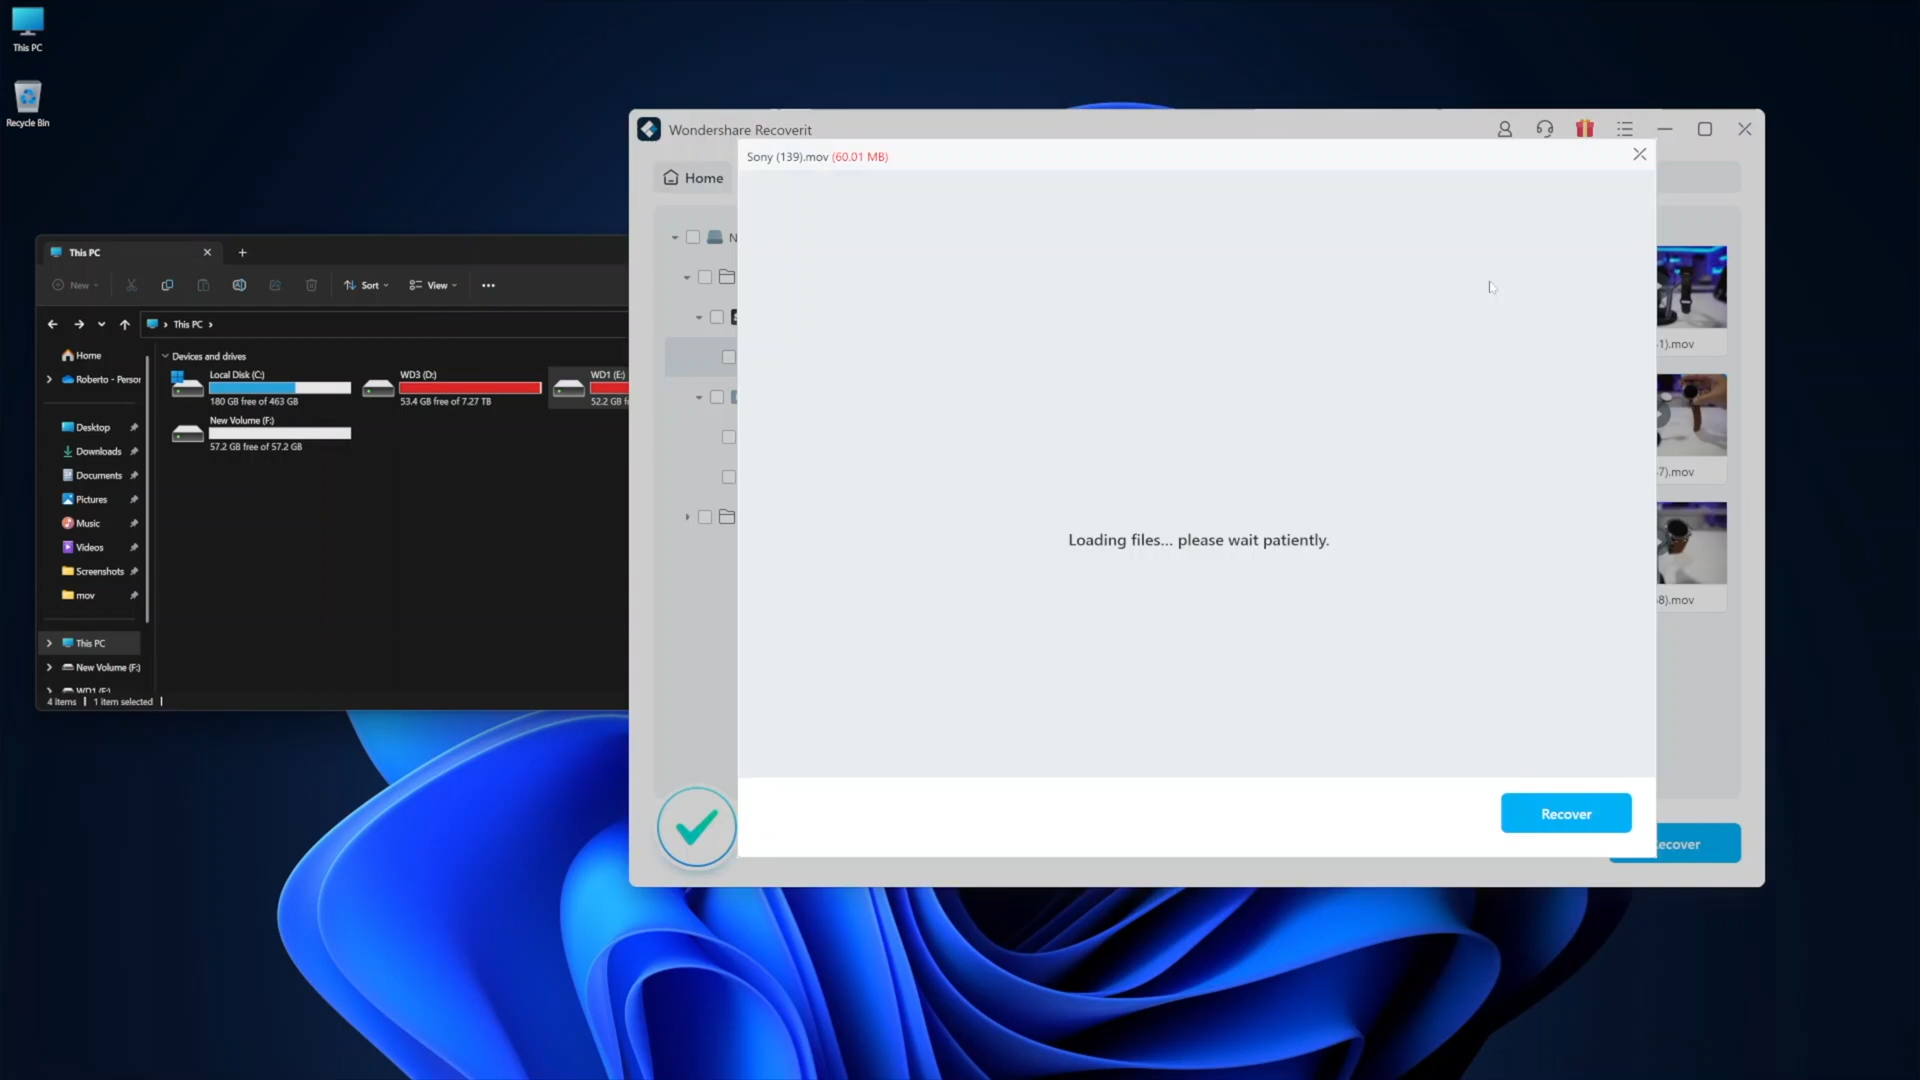 This PC
Recycle Bin
This PC
New
Sort
View
This PC
Home
Roberto - Persor
Desktop
Downloads
Documents
Pictures
Music
Videos
Screenshots
mov
This PC
New Volume (F:)
WD1 (E:)
Devices and drives
Local Disk (C:)
180 GB free of 463 GB
WD3 (D:)
53.4 GB free of 7.27 TB
WD1 (E:)
52.2 GB f
New Volume (F:)
57.2 GB free of 57.2 GB
4 items
1 item selected
Wondershare Recoverit
Home
N
Sony (139).mov (60.01 MB)
Loading files... please wait patiently.
Recover
1).mov
7).mov
8).mov
ecover